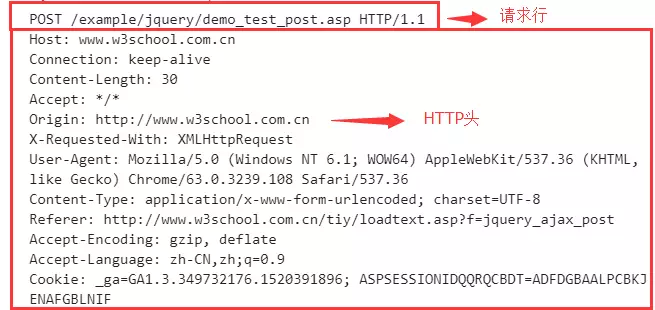 POST /example/jquery/demo_test_post.asp HTTP/1.1
请求行
Host: www.w3school.com.cn
Connection: keep-alive
Content-Length: 30
Accept: */*
Origin: http://www.w3school.com.cn
HTTP头
X-Requested-With: XMLHttpRequest
User-Agent: Mozilla/5.0 (Windows NT 6.1; WOW64) AppleWebKit/537.36 (KHTML,
like Gecko) Chrome/63.0.3239.108 Safari/537.36
Content-Type: application/x-www-form-urlencoded; charset=UTF-8
Referer: http://www.w3school.com.cn/tiy/loadtext.asp?f=jquery_ajax_post
Accept-Encoding: gzip, deflate
Accept-Language: zh-CN,zh;q=0.9
Cookie: _ga=GA1.3.349732176.1520391896; ASPSESSIONIDQQRQCBDT=ADFDGBAALPCBKJ
ENAFGBLNIF